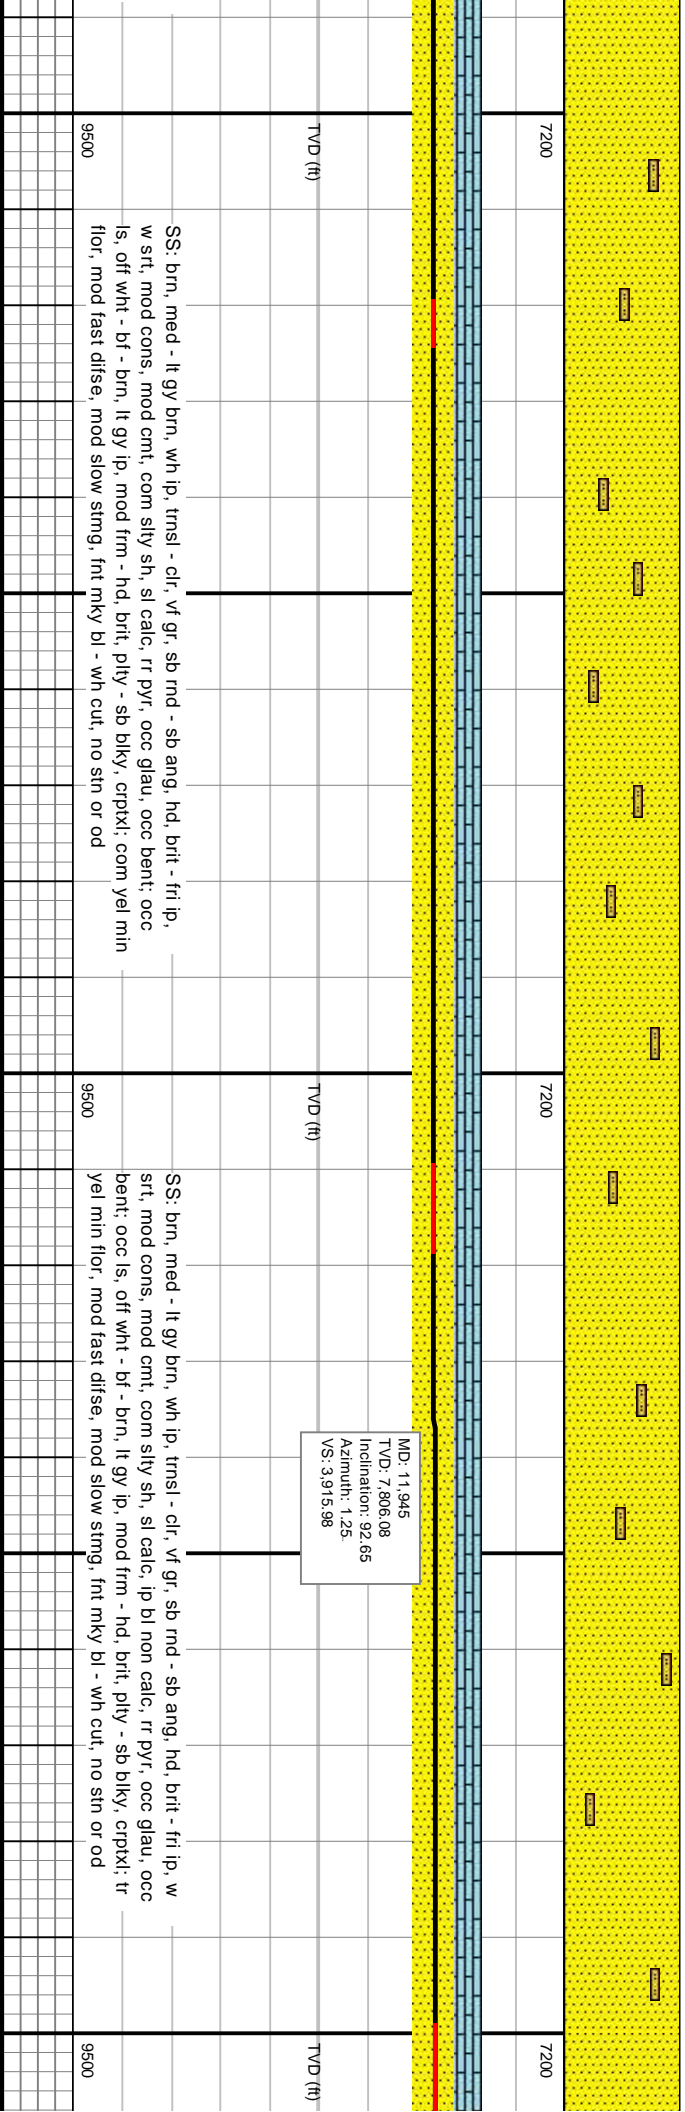 7200
TVD (ft)
9500
SS: brn, med - lt gy brn, wh ip, trnsl - clr, vf gr, sb rnd - sb ang, hd, brit - fri ip,
w srt, mod cons, mod cmt, com slty sh, sl calc, rr pyr, occ glau, occ bent; occ
ls, off wht - bf - brn, lt gy ip, mod frm - hd, brit, plty - sb blky, crptxl; com yel min
flor, mod fast difse, mod slow stmg, fnt mky bl - wh cut, no stn or od
7200
TVD (ft)
9500
SS: brn, med - lt gy brn, wh ip, trnsl - clr, vf gr, sb rnd - sb ang, hd, brit - fri ip, w
srt, mod cons, mod cmt, com slty sh, sl calc, ip bl non calc, rr pyr, occ glau, occ
bent; occ ls, off wht - bf - brn, lt gy ip, mod frm - hd, brit, plty - sb blky, crptxl; tr
yel min flor, mod fast difse, mod slow stmg, fnt mky bl - wh cut, no stn or od
MD: 11,945
TVD: 7,806.08
Inclination: 92.65
Azimuth: 1.25
VS: 3,915.98
7200
TVD (ft)
9500